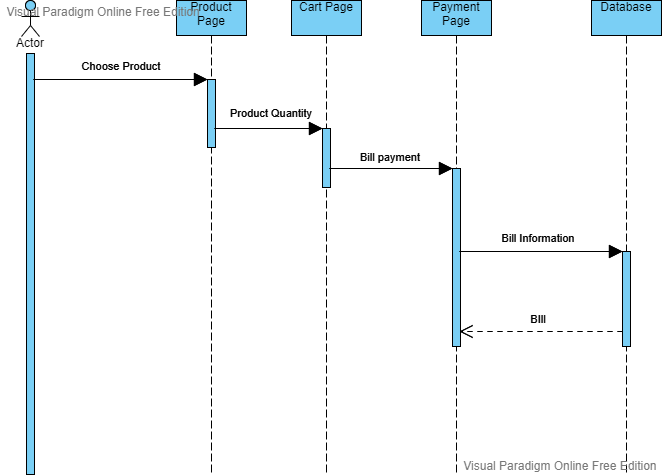 Visual Paradigm Online Free Edition
Product
Page
Cart Page
Payment
Page
Database
Actor
Choose Product
Product Quantity
Bill payment
Bill Information
BIll
Visual Paradigm Online Free Edition